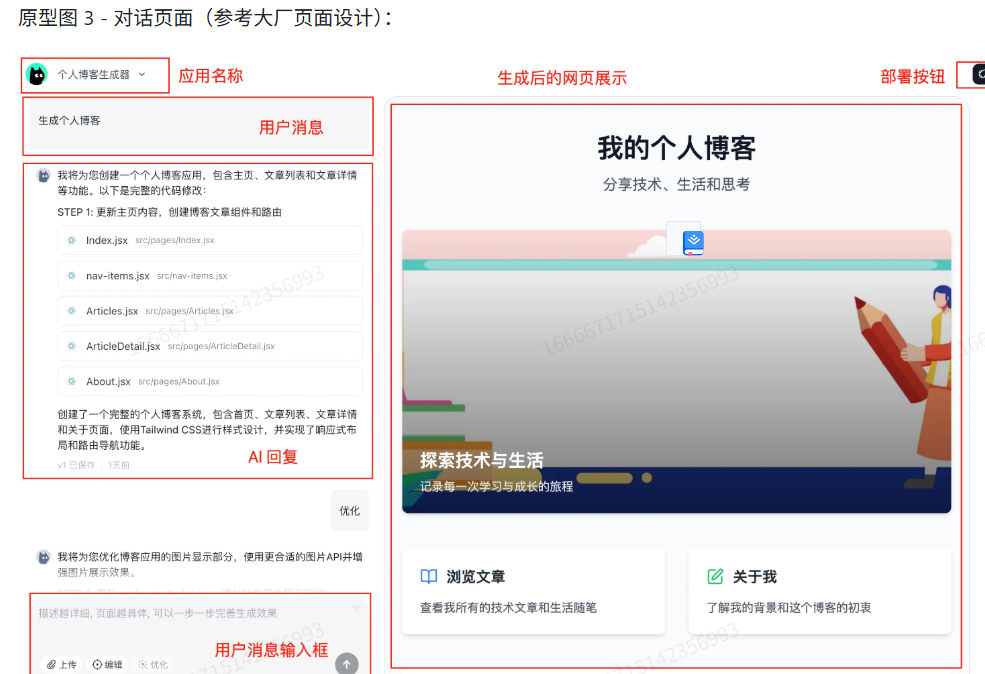 原型图 3 - 对话页面（参考大厂页面设计）：
个人博客生成器
应用名称
生成后的网页展示
部署按钮
生成个人博客
用户消息
我将为您创建一个个人博客应用，包含主页、文章列表和文章详情
等功能。以下是完整的代码修改：
STEP 1: 更新主页内容，创建博客文章组件和路由
Index.jsx src/pages/Index.jsx
nav-items.jsx src/nav-items.jsx
Articles.jsx src/pages/Articles.jsx
ArticleDetail.jsx src/pages/ArticleDetail.jsx
About.jsx src/pages/About.jsx
创建了一个完整的个人博客系统，包含首页、文章列表、文章详情
和关于页面，使用Tailwind CSS进行样式设计，并实现了响应式布
局和路由导航功能。
AI 回复
v1 已保存 | 1天前
优化
我将为您优化博客应用的图片显示部分，使用更合适的图片API并增
强图片展示效果。
描述越详细, 页面越具体, 可以一步一步完善生成效果
用户消息输入框
上传 编辑 优化
我的个人博客
分享技术、生活和思考
探索技术与生活
记录每一次学习与成长的旅程
浏览文章
查看我所有的技术文章和生活随笔
关于我
了解我的背景和这个博客的初衷
1666671715142356993
1666671715142356993